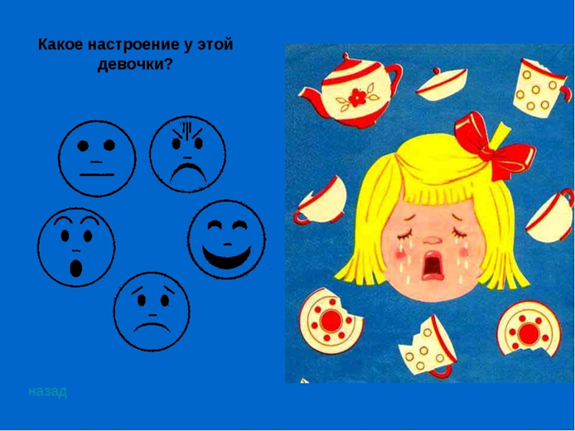 Какое настроение у этой
девочки?
назад